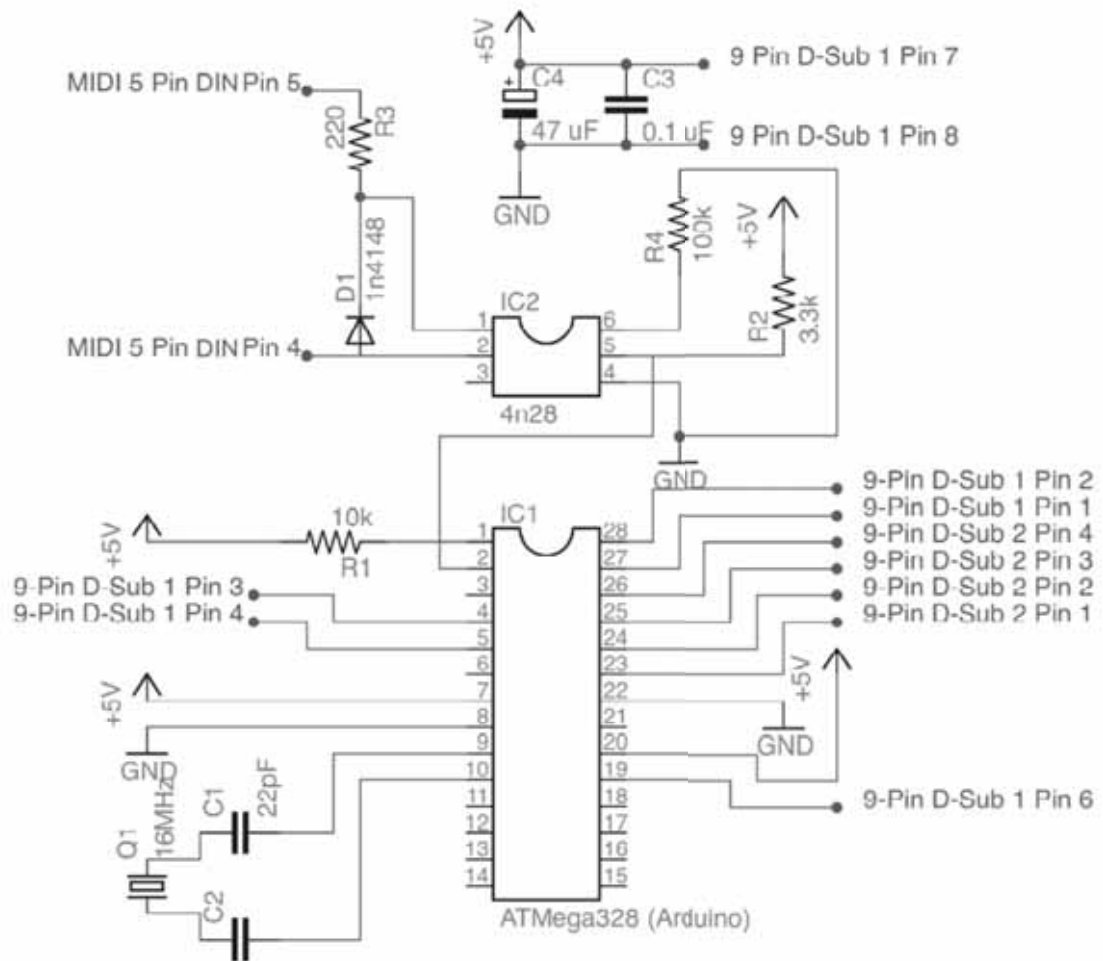 +5V
9 Pin D-Sub 1 Pin 7
MIDI 5 Pin DIN Pin 5
C4
C3
+
220
R3
47 uF
0.1 uF
9 Pin D-Sub 1 Pin 8
GND
R4
100k
+5V
D1
1n4148
IC2
R2
3.3k
1
6
MIDI 5 Pin DIN Pin 4
2
5
3
4
4n28
GND
9-Pin D-Sub 1 Pin 2
10k
IC1
9-Pin D-Sub 1 Pin 1
+5V
1
28
9-Pin D-Sub 2 Pin 4
R1
2
27
9-Pin D-Sub 2 Pin 3
9-Pin D-Sub 1 Pin 3
3
26
9-Pin D-Sub 2 Pin 2
9-Pin D-Sub 1 Pin 4
4
25
9-Pin D-Sub 2 Pin 1
5
24
6
23
+5V
7
22
+5V
8
21
GND
9
20
GND
10
19
9-Pin D-Sub 1 Pin 6
Q1
16MHz
C1
22pF
11
18
12
17
13
16
14
15
C2
ATMega328 (Arduino)